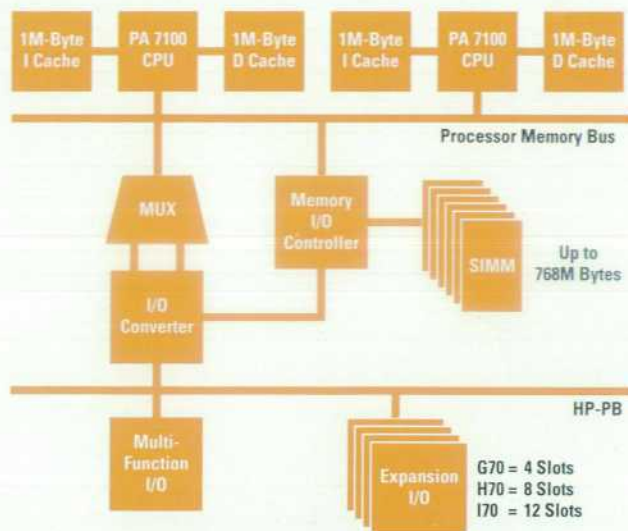 1M-Byte
I Cache
PA 7100
CPU
1M-Byte
D Cache
1M-Byte
I Cache
PA 7100
CPU
1M-Byte
D Cache
Processor Memory Bus
MUX
Memory
I/O
Controller
SIMM
Up to
768M Bytes
I/O
Converter
HP-PB
Multi-
Function
I/O
Expansion
I/O
G70 = 4 Slots
H70 = 8 Slots
I70 = 12 Slots